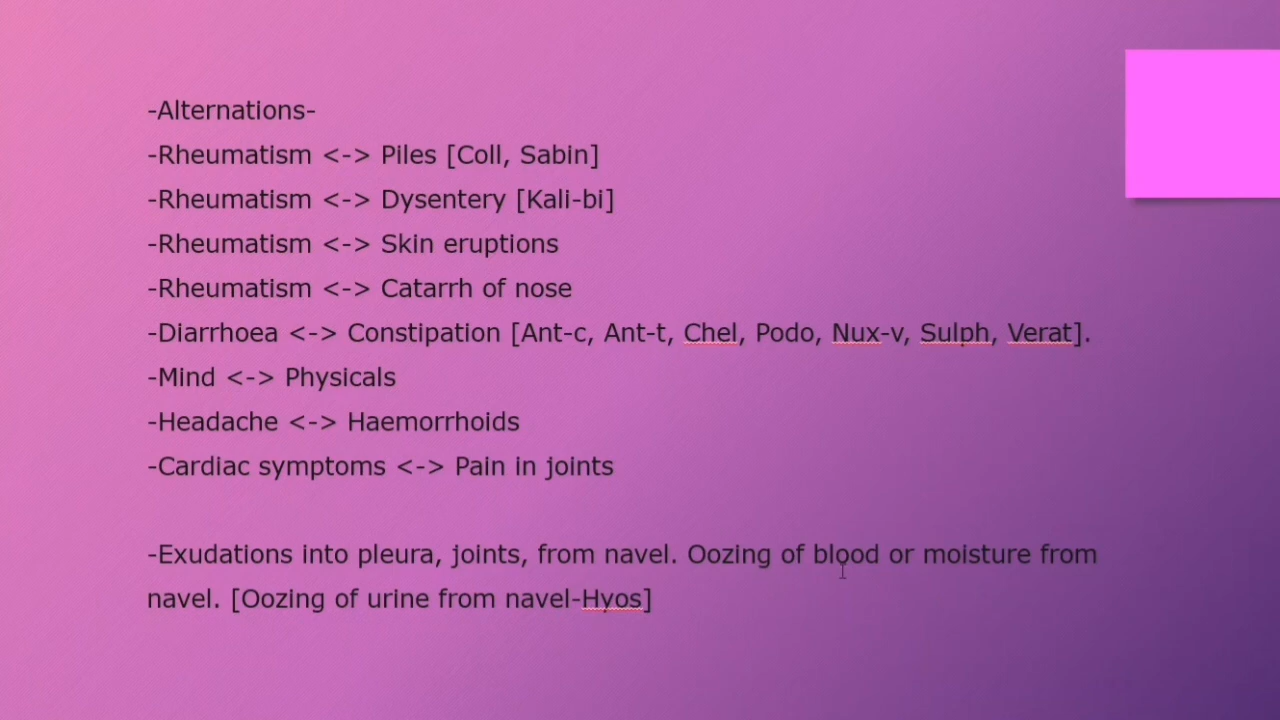 -Alternations-
-Rheumatism <-> Piles [Coll, Sabin]
-Rheumatism <-> Dysentery [Kali-bi]
-Rheumatism <-> Skin eruptions
-Rheumatism <-> Catarrh of nose
-Diarrhoea <-> Constipation [Ant-c, Ant-t, Chel, Podo, Nux-v, Sulph, Verat].
-Mind <-> Physicals
-Headache <-> Haemorrhoids
-Cardiac symptoms <-> Pain in joints
-Exudations into pleura, joints, from navel. Oozing of blood or moisture from
navel. [Oozing of urine from navel-Hyos]